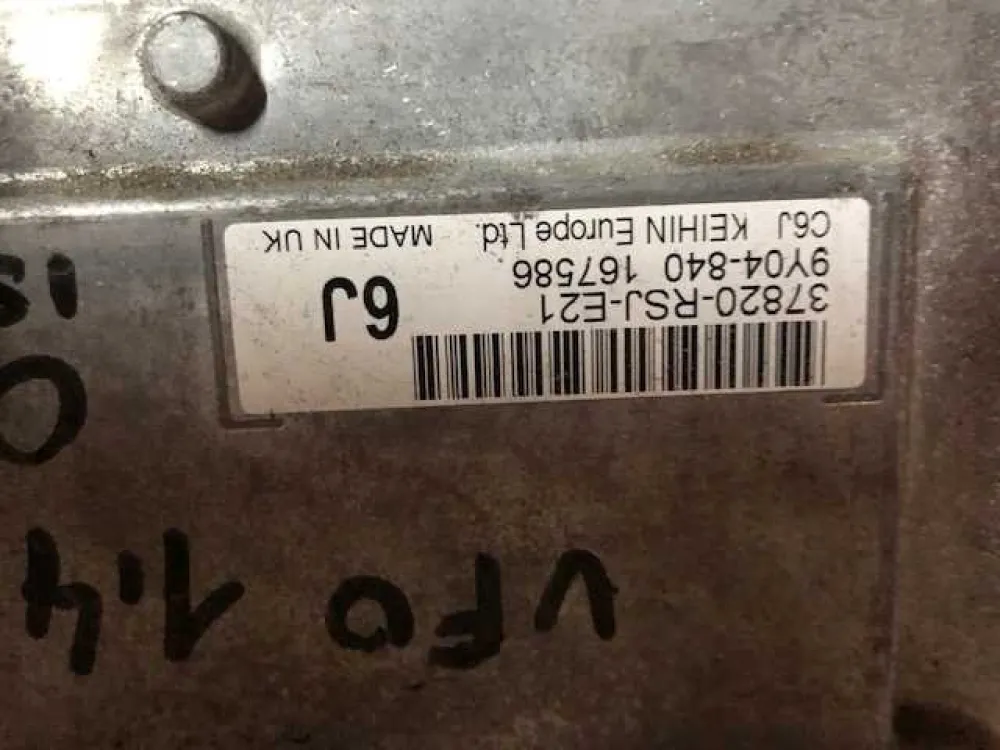 VFO 1,4
37820-RSJ-E21
9Y04-840 167586
6J
C6J KEIHIN Europe Ltd. MADE IN UK